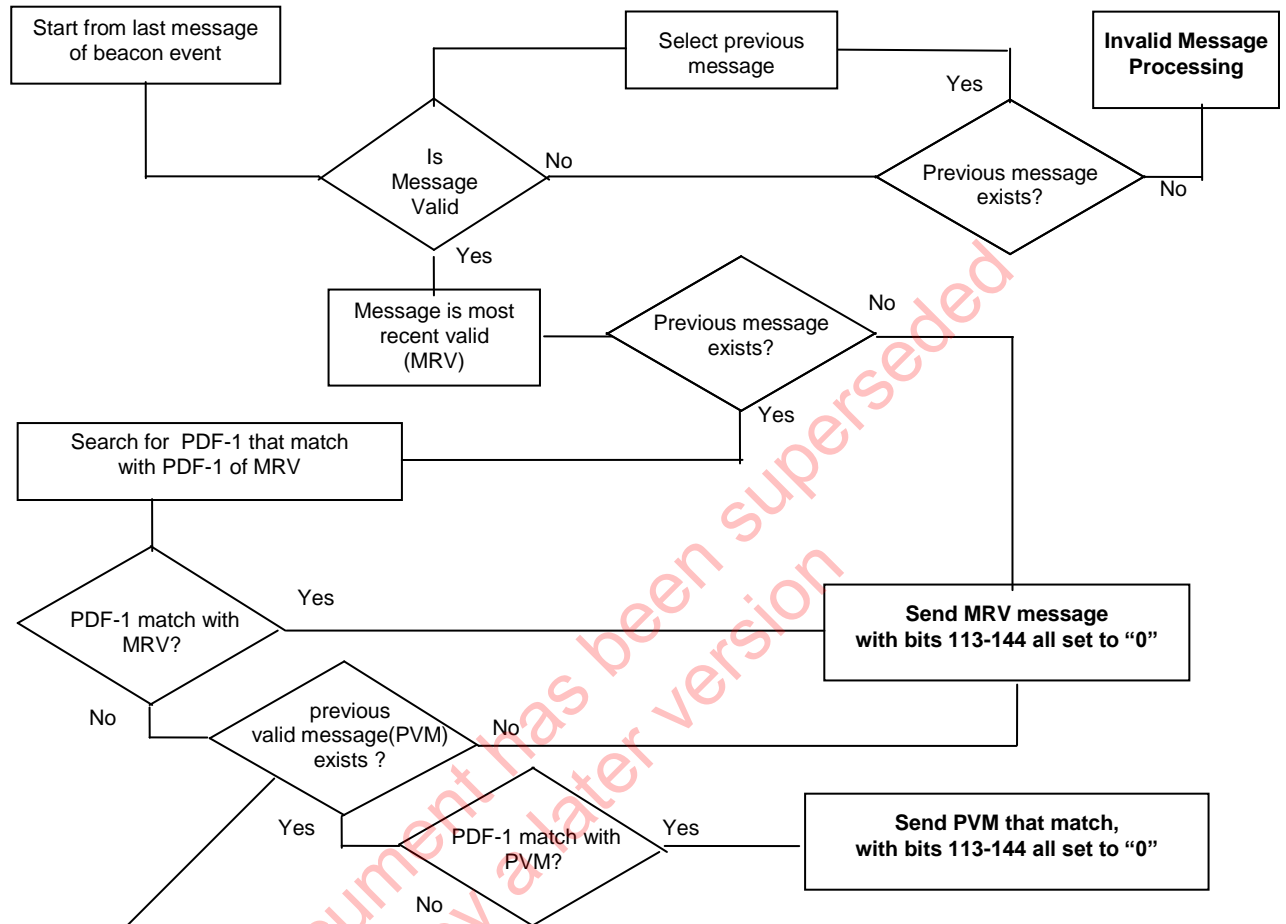 Start from last message
of beacon event
Select previous
message
Invalid Message
Processing
Yes
Is
Message
Valid
No
Previous message
exists?
No
Yes
Message is most
recent valid
(MRV)
Previous message
exists?
No
Yes
Search for PDF-1 that match
with PDF-1 of MRV
PDF-1 match with
MRV?
Yes
Send MRV message
with bits 113-144 all set to “0”
No
previous
valid message(PVM)
exists ?
No
Yes
PDF-1 match with
PVM?
Yes
Send PVM that match,
with bits 113-144 all set to “0”
No
document has been superseded
by a later version